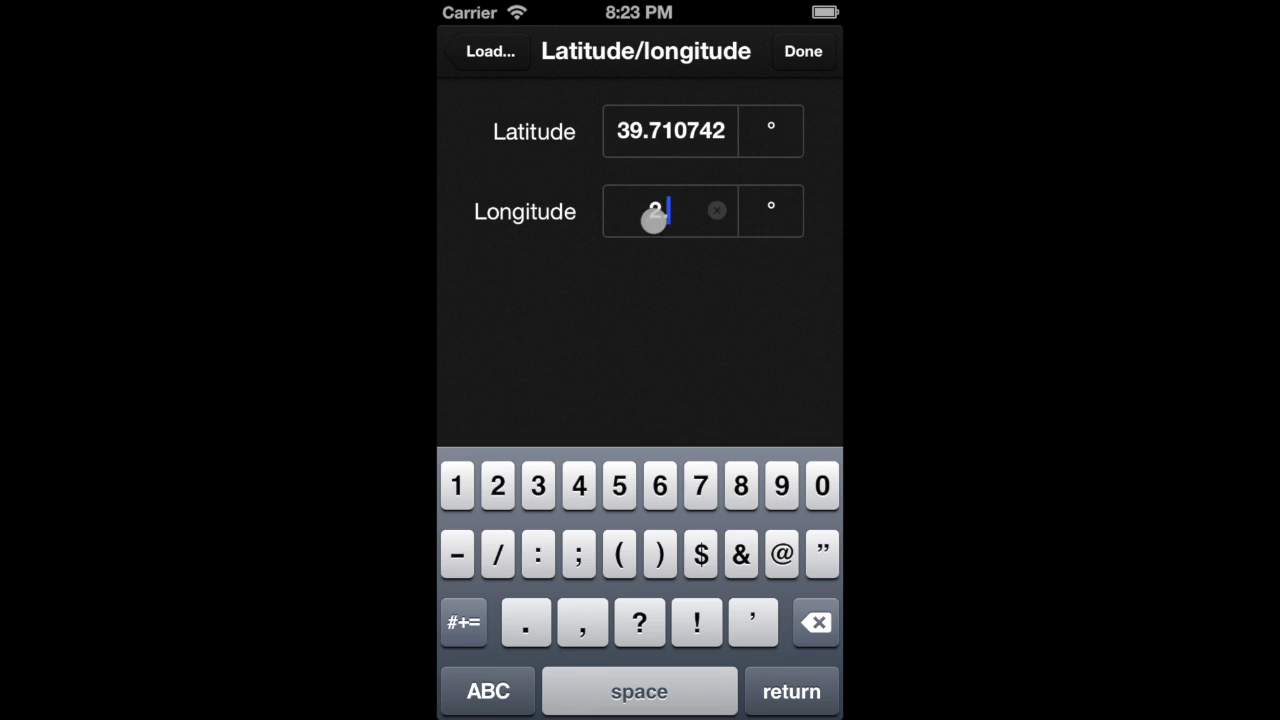 Carrier 8:23 PM
Load... Latitude/longitude Done
Latitude 39.710742 °
Longitude 2. °
1 2 3 4 5 6 7 8 9 0
- / : ; ( ) $ & @ ”
#+= . , ? ! ’
ABC space return